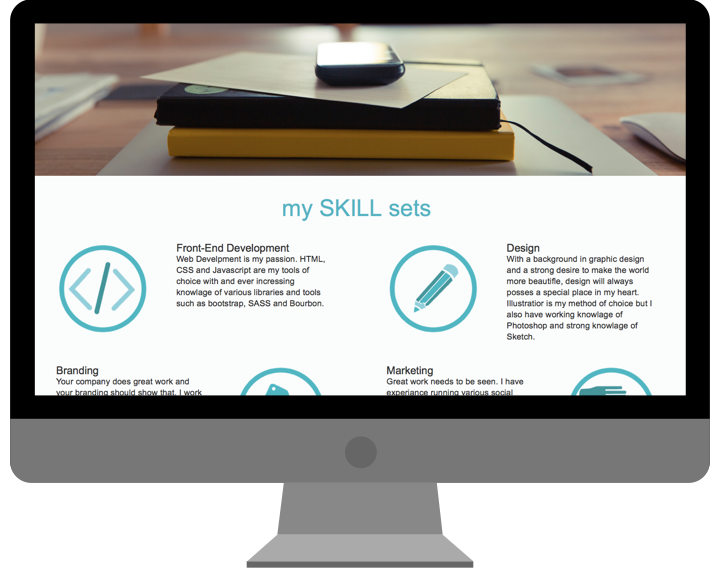 my SKILL sets
Front-End Development
Web Develpment is my passion. HTML,
CSS and Javascript are my tools of
choice with and ever increasing
knowlage of various libraries and tools
such as bootstrap, SASS and Bourbon.
Design
With a background in graphic design
and a strong desire to make the world
more beautifle, design will always
posses a special place in my heart.
Illustratior is my method of choice but I
also have working knowlage of
Photoshop and strong knowlage of
Sketch.
Branding
Your company does great work and
your branding should show that. I work
Marketing
Great work needs to be seen. I have
experiance running various social